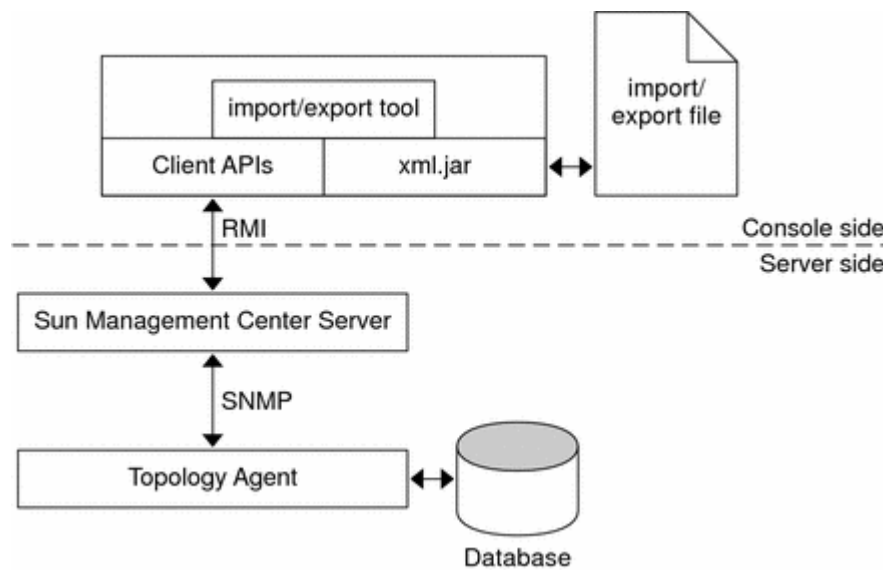 import/export tool
import/
export file
Client APIs
xml.jar
RMI
Console side
Server side
Sun Management Center Server
SNMP
Topology Agent
Database